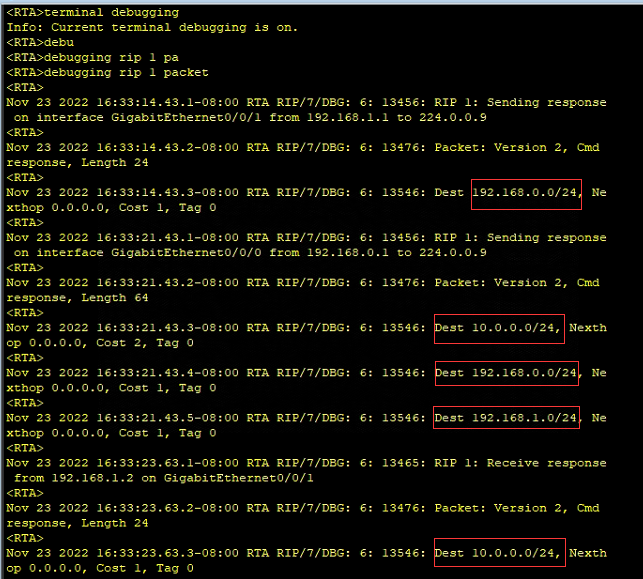 <RTA>terminal debugging
Info: Current terminal debugging is on.
<RTA>debu
<RTA>debugging rip 1 pa
<RTA>debugging rip 1 packet
<RTA>
Nov 23 2022 16:33:14.43.1-08:00 RTA RIP/7/DBG: 6: 13456: RIP 1: Sending response
 on interface GigabitEthernet0/0/1 from 192.168.1.1 to 224.0.0.9
<RTA>
Nov 23 2022 16:33:14.43.2-08:00 RTA RIP/7/DBG: 6: 13476: Packet: Version 2, Cmd
response, Length 24
<RTA>
Nov 23 2022 16:33:14.43.3-08:00 RTA RIP/7/DBG: 6: 13546: Dest 192.168.0.0/24, Ne
xthop 0.0.0.0, Cost 1, Tag 0
<RTA>
Nov 23 2022 16:33:21.43.1-08:00 RTA RIP/7/DBG: 6: 13456: RIP 1: Sending response
 on interface GigabitEthernet0/0/0 from 192.168.0.1 to 224.0.0.9
<RTA>
Nov 23 2022 16:33:21.43.2-08:00 RTA RIP/7/DBG: 6: 13476: Packet: Version 2, Cmd
response, Length 64
<RTA>
Nov 23 2022 16:33:21.43.3-08:00 RTA RIP/7/DBG: 6: 13546: Dest 10.0.0.0/24, Nexth
op 0.0.0.0, Cost 2, Tag 0
<RTA>
Nov 23 2022 16:33:21.43.4-08:00 RTA RIP/7/DBG: 6: 13546: Dest 192.168.0.0/24, Ne
xthop 0.0.0.0, Cost 1, Tag 0
<RTA>
Nov 23 2022 16:33:21.43.5-08:00 RTA RIP/7/DBG: 6: 13546: Dest 192.168.1.0/24, Ne
xthop 0.0.0.0, Cost 1, Tag 0
<RTA>
Nov 23 2022 16:33:23.63.1-08:00 RTA RIP/7/DBG: 6: 13465: RIP 1: Receive response
 from 192.168.1.2 on GigabitEthernet0/0/1
<RTA>
Nov 23 2022 16:33:23.63.2-08:00 RTA RIP/7/DBG: 6: 13476: Packet: Version 2, Cmd
response, Length 24
<RTA>
Nov 23 2022 16:33:23.63.3-08:00 RTA RIP/7/DBG: 6: 13546: Dest 10.0.0.0/24, Nexth
op 0.0.0.0, Cost 1, Tag 0